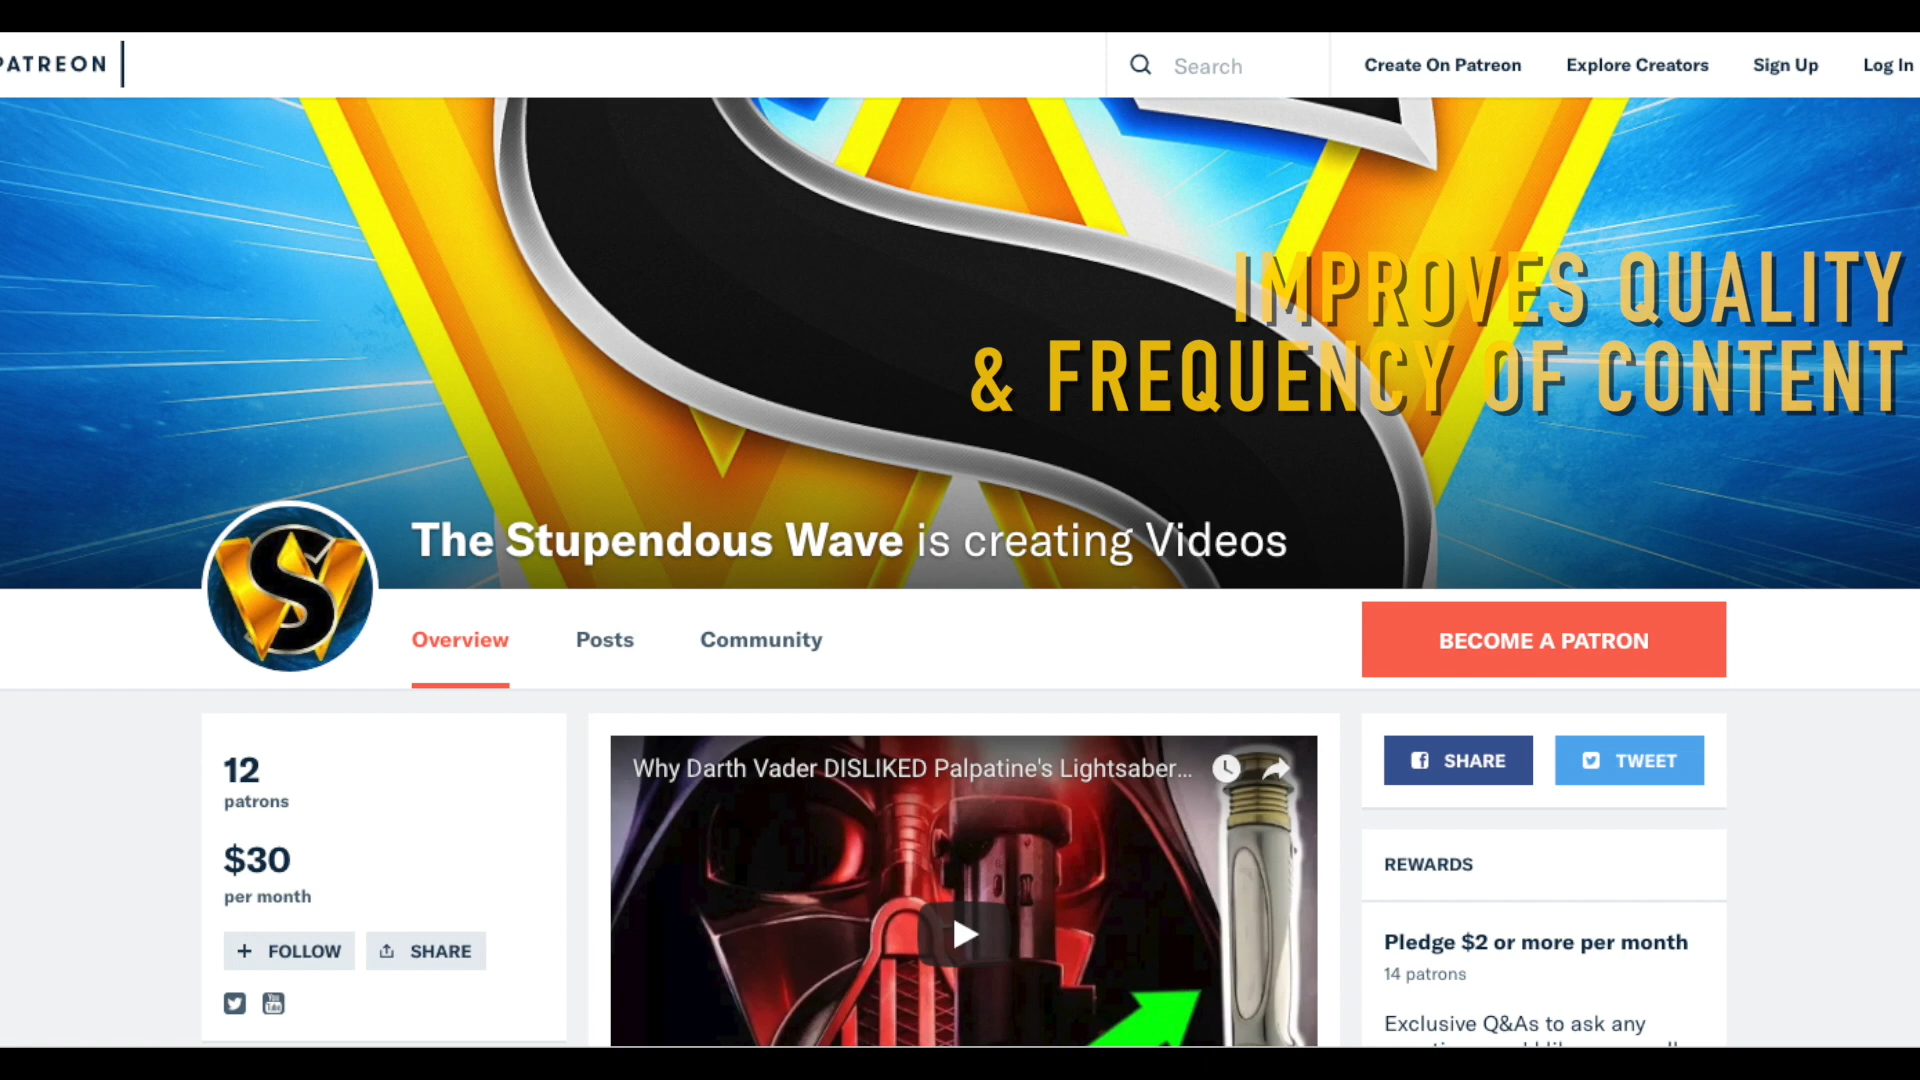 PATREON
Search
Create On Patreon
Explore Creators
Sign Up
Log In
IMPROVES QUALITY
& FREQUENCY OF CONTENT
The Stupendous Wave is creating Videos
Overview
Posts
Community
BECOME A PATRON
12
patrons
$30
per month
+ FOLLOW
SHARE
Why Darth Vader DISLIKED Palpatine's Lightsaber...
SHARE
TWEET
REWARDS
Pledge $2 or more per month
14 patrons
Exclusive Q&As to ask any